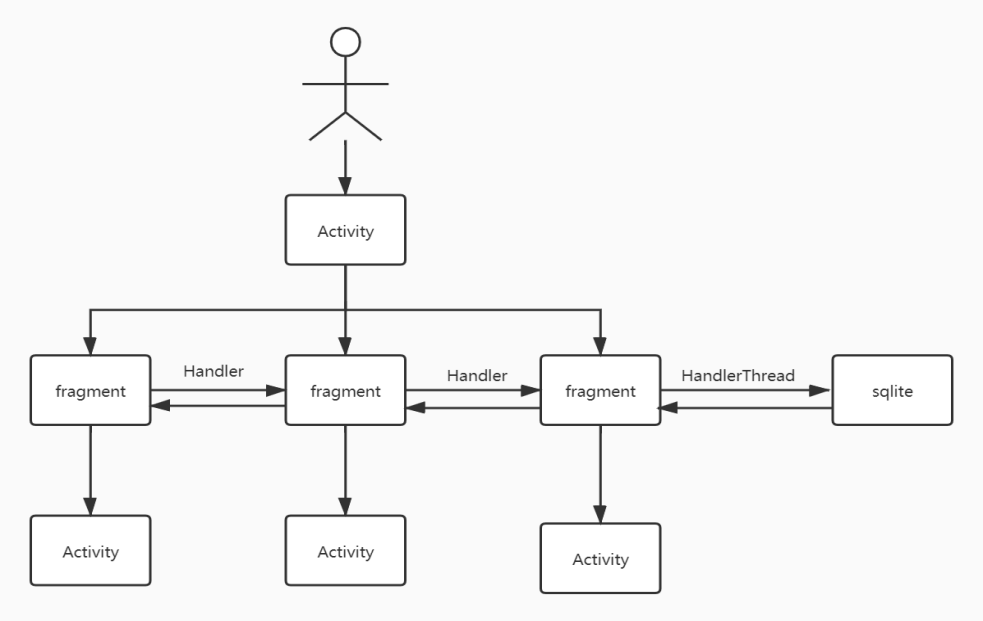 Activity
Handler
Handler
HandlerThread
fragment
fragment
fragment
sqlite
Activity
Activity
Activity